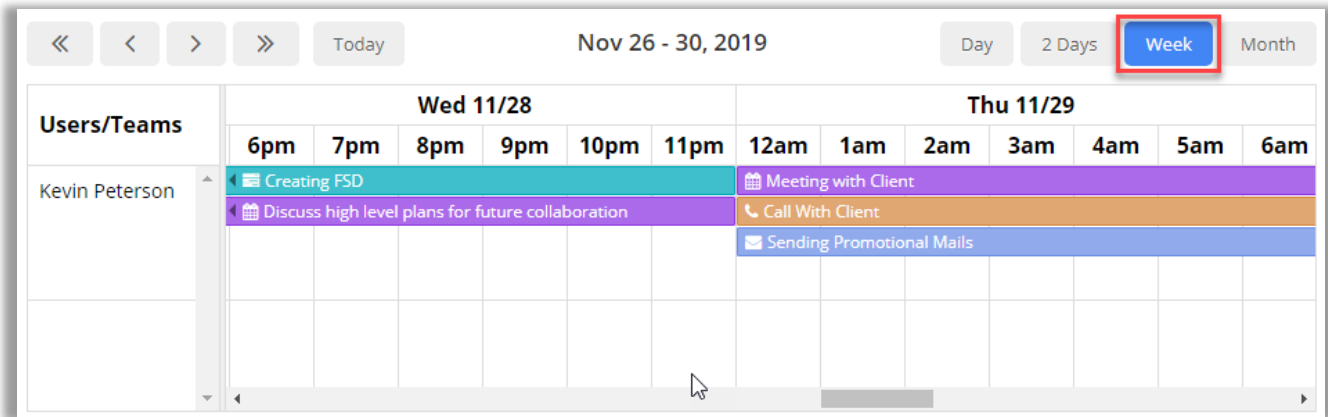 Today Nov 26 - 30, 2019 Day 2 Days Week Month
Users/Teams
Wed 11/28 Thu 11/29
6pm 7pm 8pm 9pm 10pm 11pm 12am 1am 2am 3am 4am 5am 6am
Kevin Peterson
Creating FSD Meeting with Client
Discuss high level plans for future collaboration Call With Client
Sending Promotional Mails